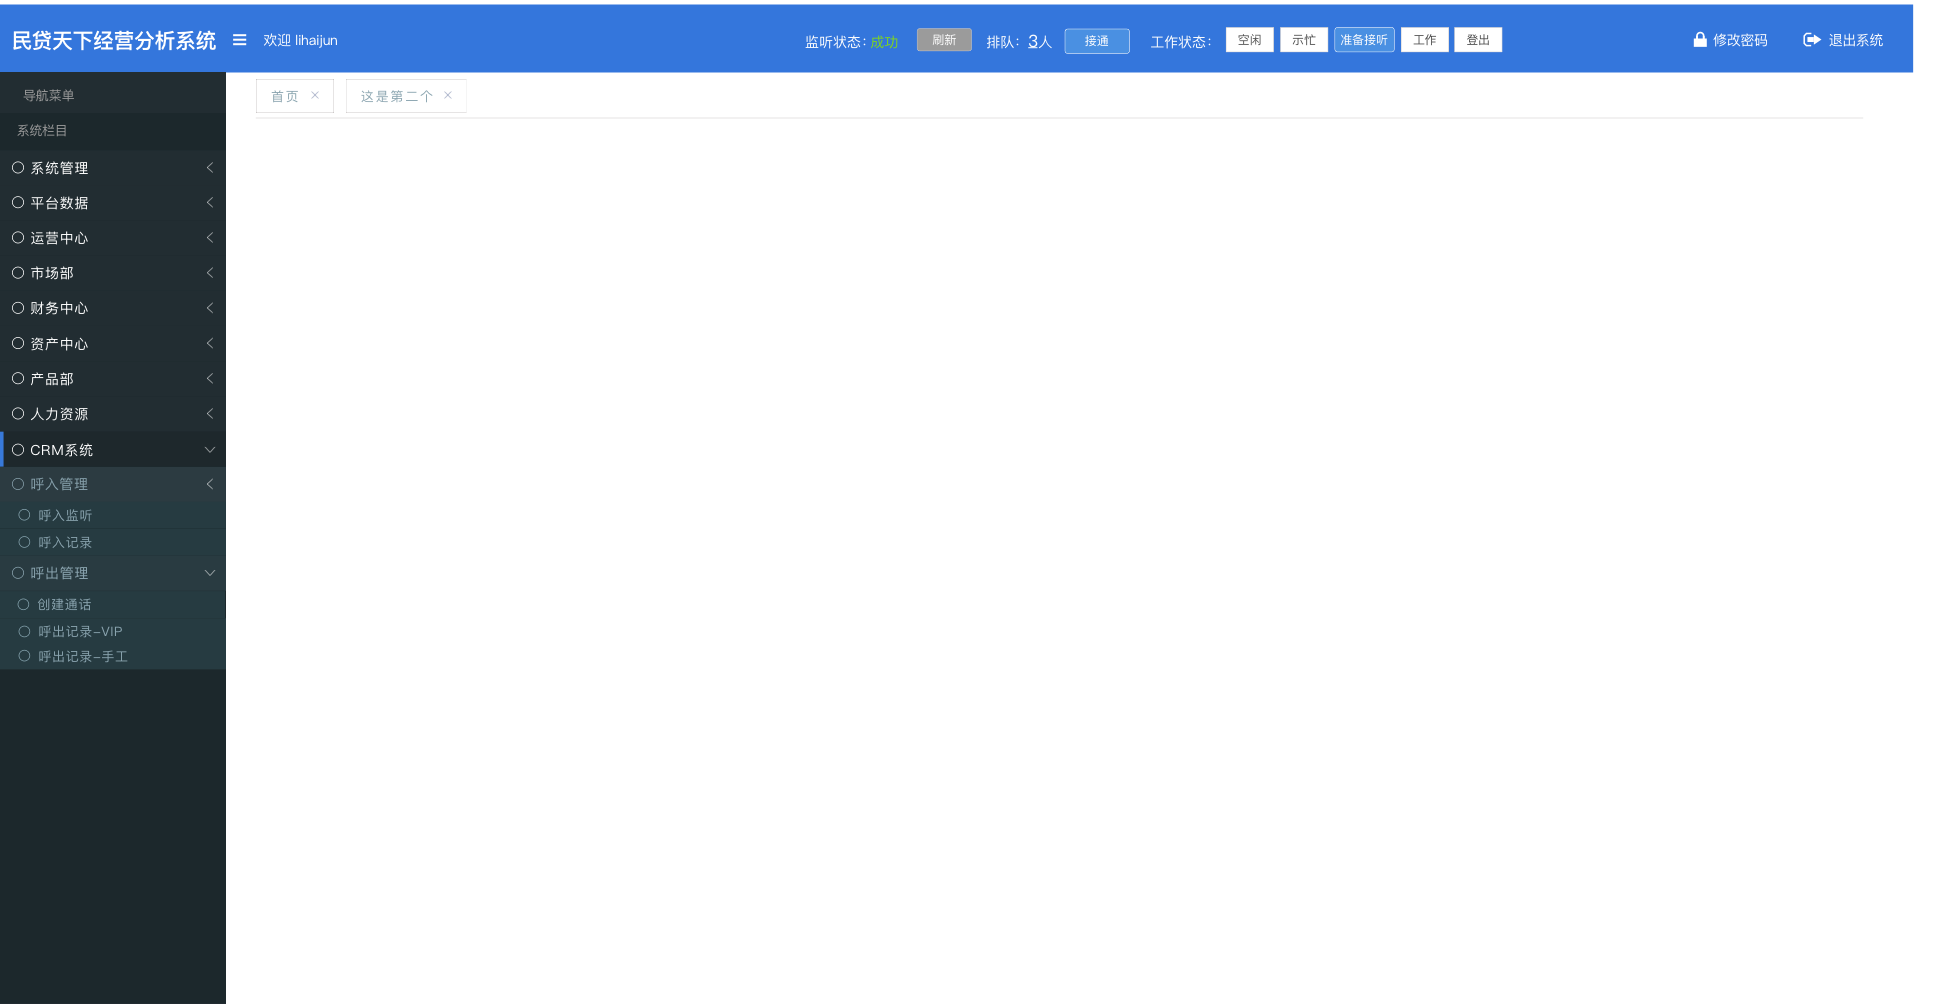 民贷天下经营分析系统 欢迎 lihaijun 监听状态：成功 刷新 排队：3人 接通 工作状态： 空闲 示忙 准备接听 工作 登出 修改密码 退出系统
导航菜单 首页 × 这是第二个 ×
系统栏目
系统管理
平台数据
运营中心
市场部
财务中心
资产中心
产品部
人力资源
CRM系统
呼入管理
呼入监听
呼入记录
呼出管理
创建通话
呼出记录-VIP
呼出记录-手工